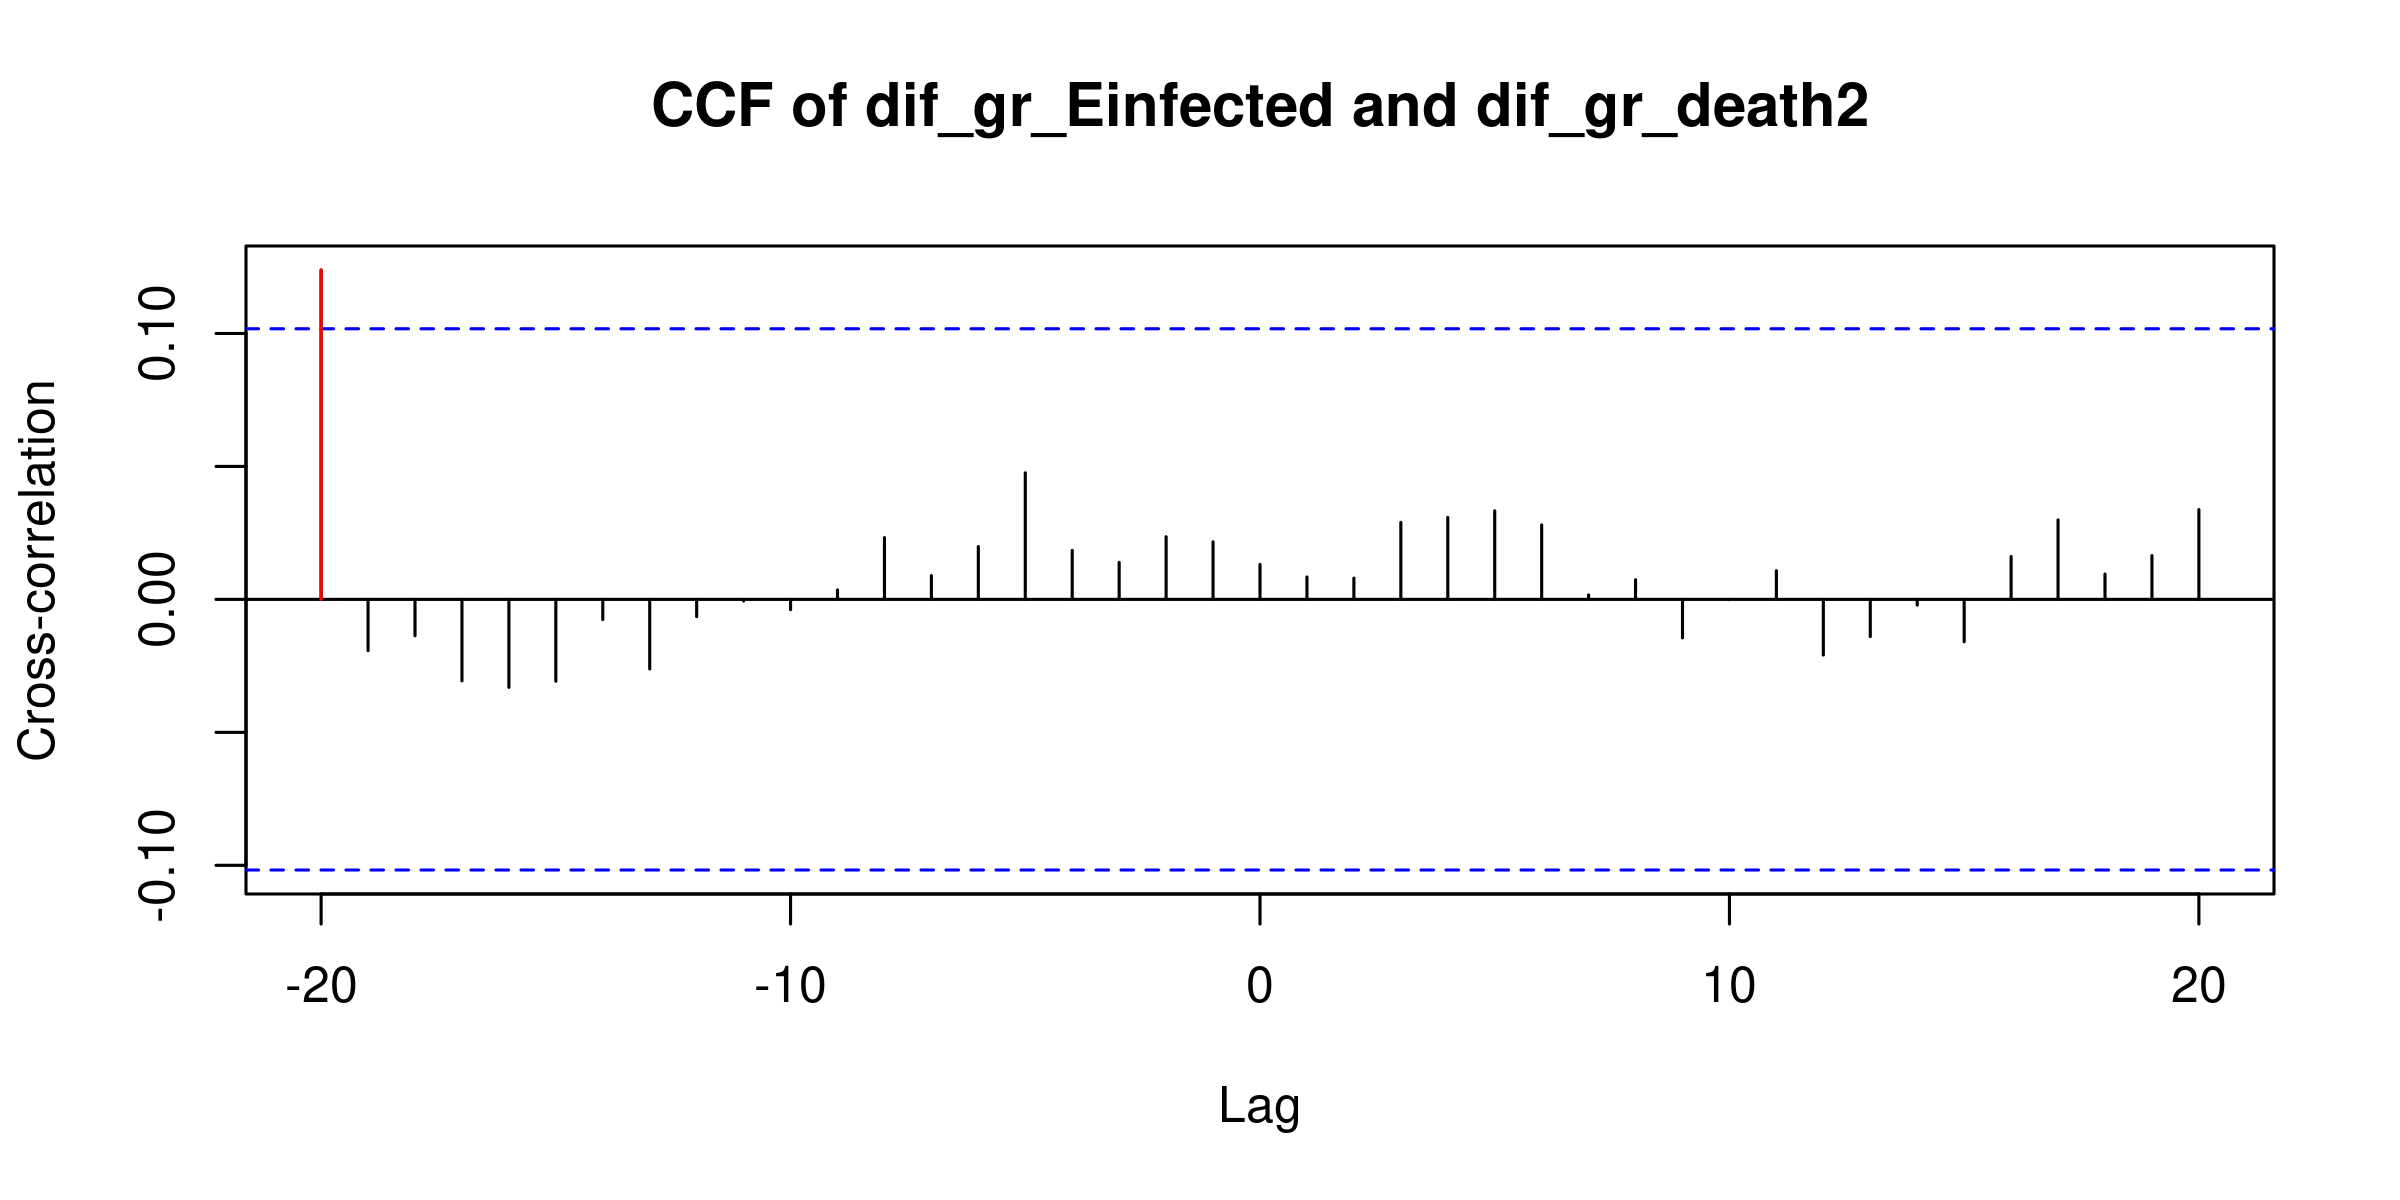 CCF of dif_gr_Einfected and dif_gr_death2
Cross-correlation
0.10
0.00
-0.10
-20 -10 0 10 20
Lag